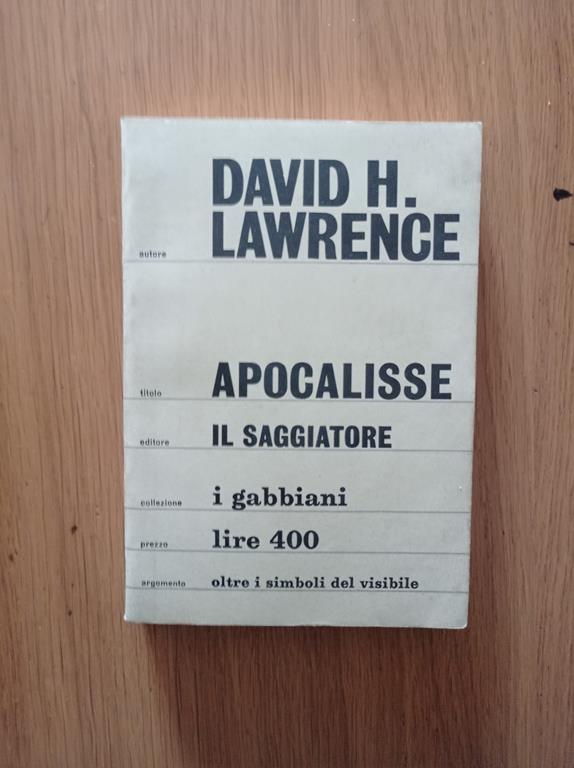 DAVID H.
autore LAWRENCE
titolo APOCALISSE
editore IL SAGGIATORE
collezione i gabbiani
prezzo lire 400
argomento oltre i simboli del visibile